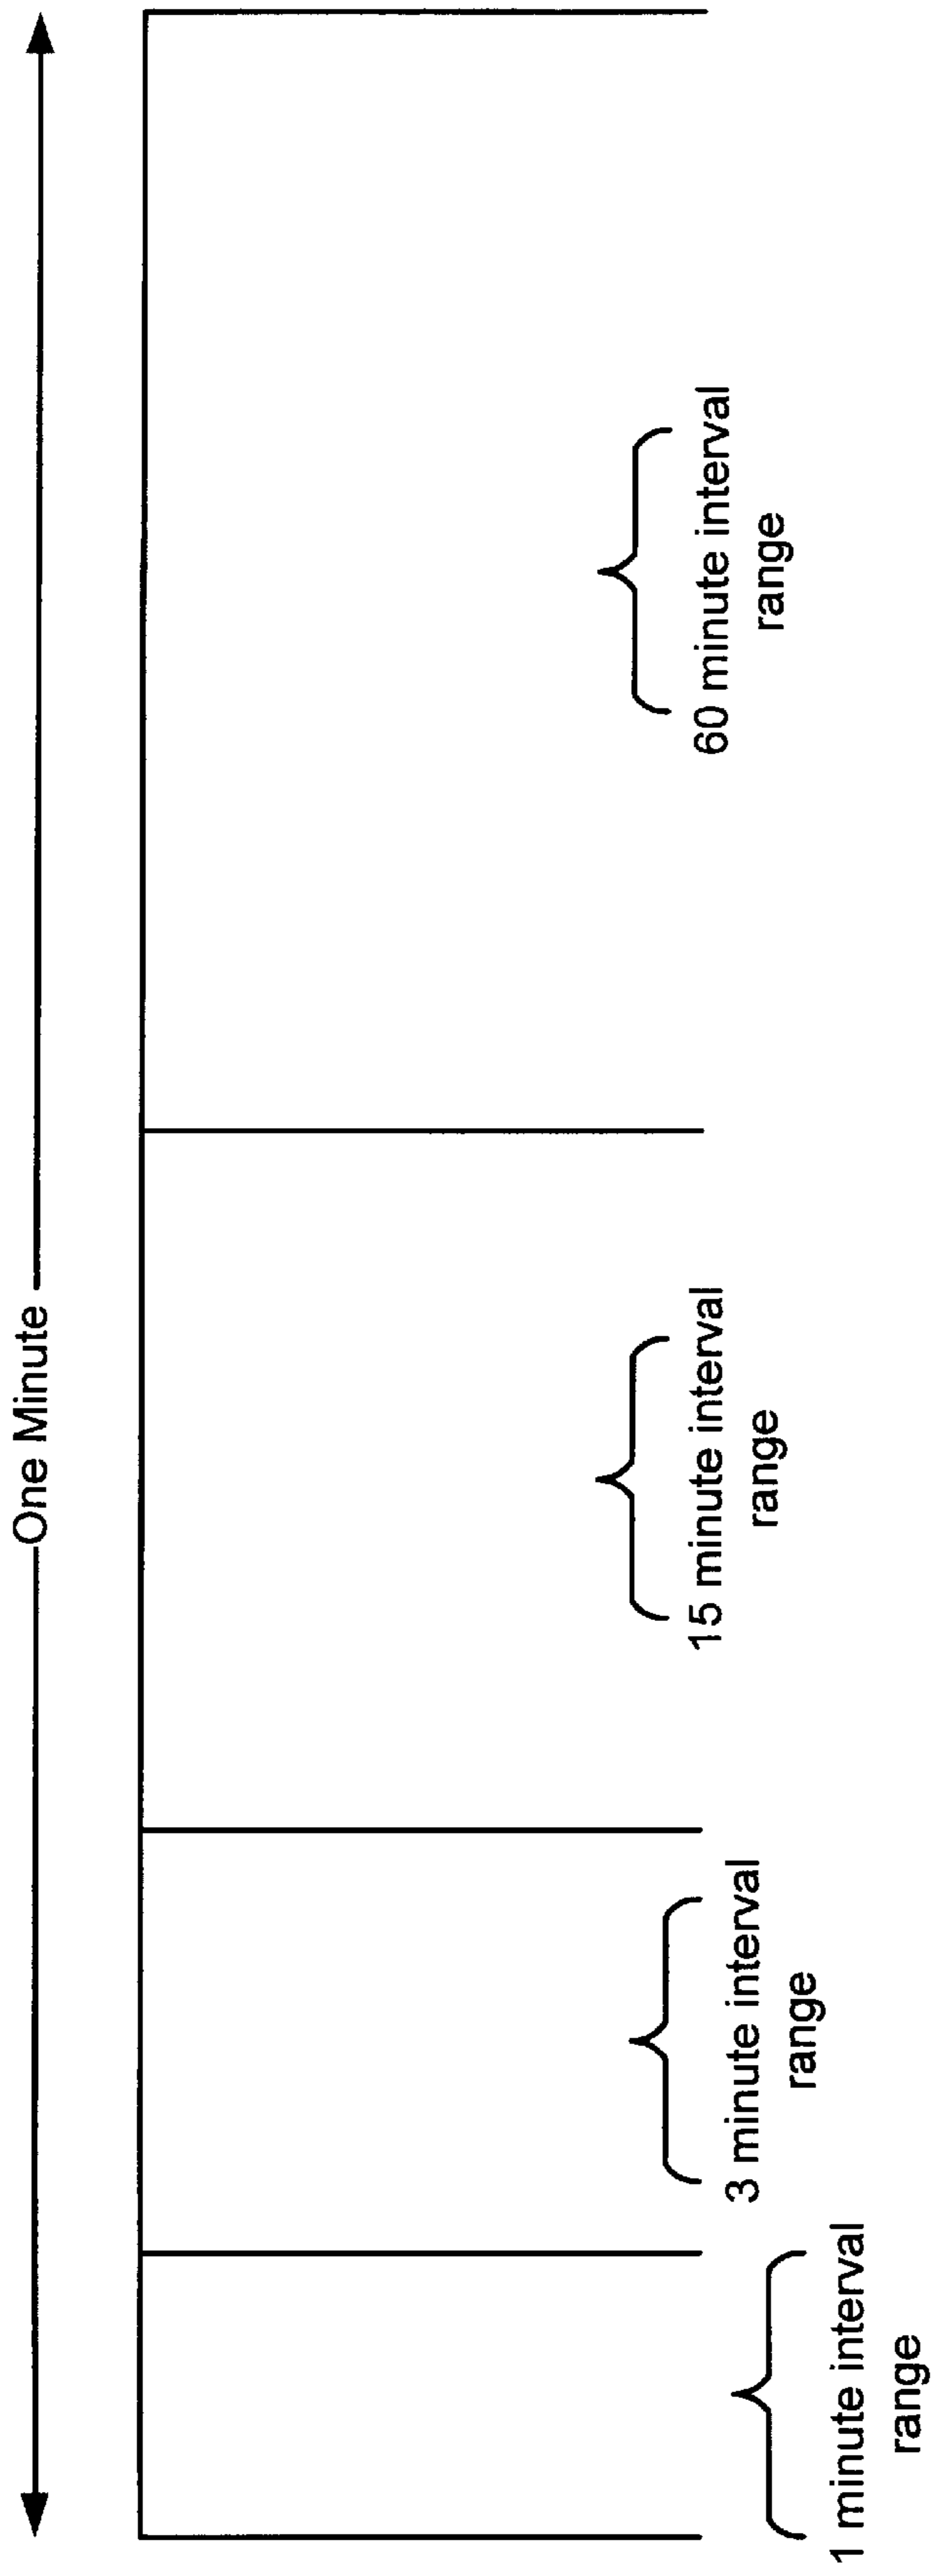 One Minute
1 minute interval
range
3 minute interval
range
15 minute interval
range
60 minute interval
range